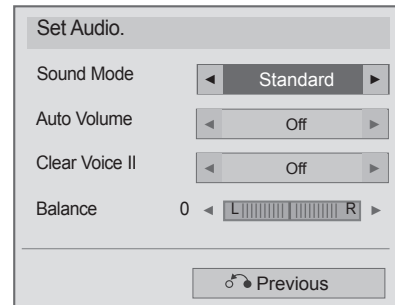 Set Audio.
Sound Mode ◄ Standard ►
Auto Volume ◄ Off ►
Clear Voice II ◄ Off ►
Balance 0 ◄ L R ►
Previous